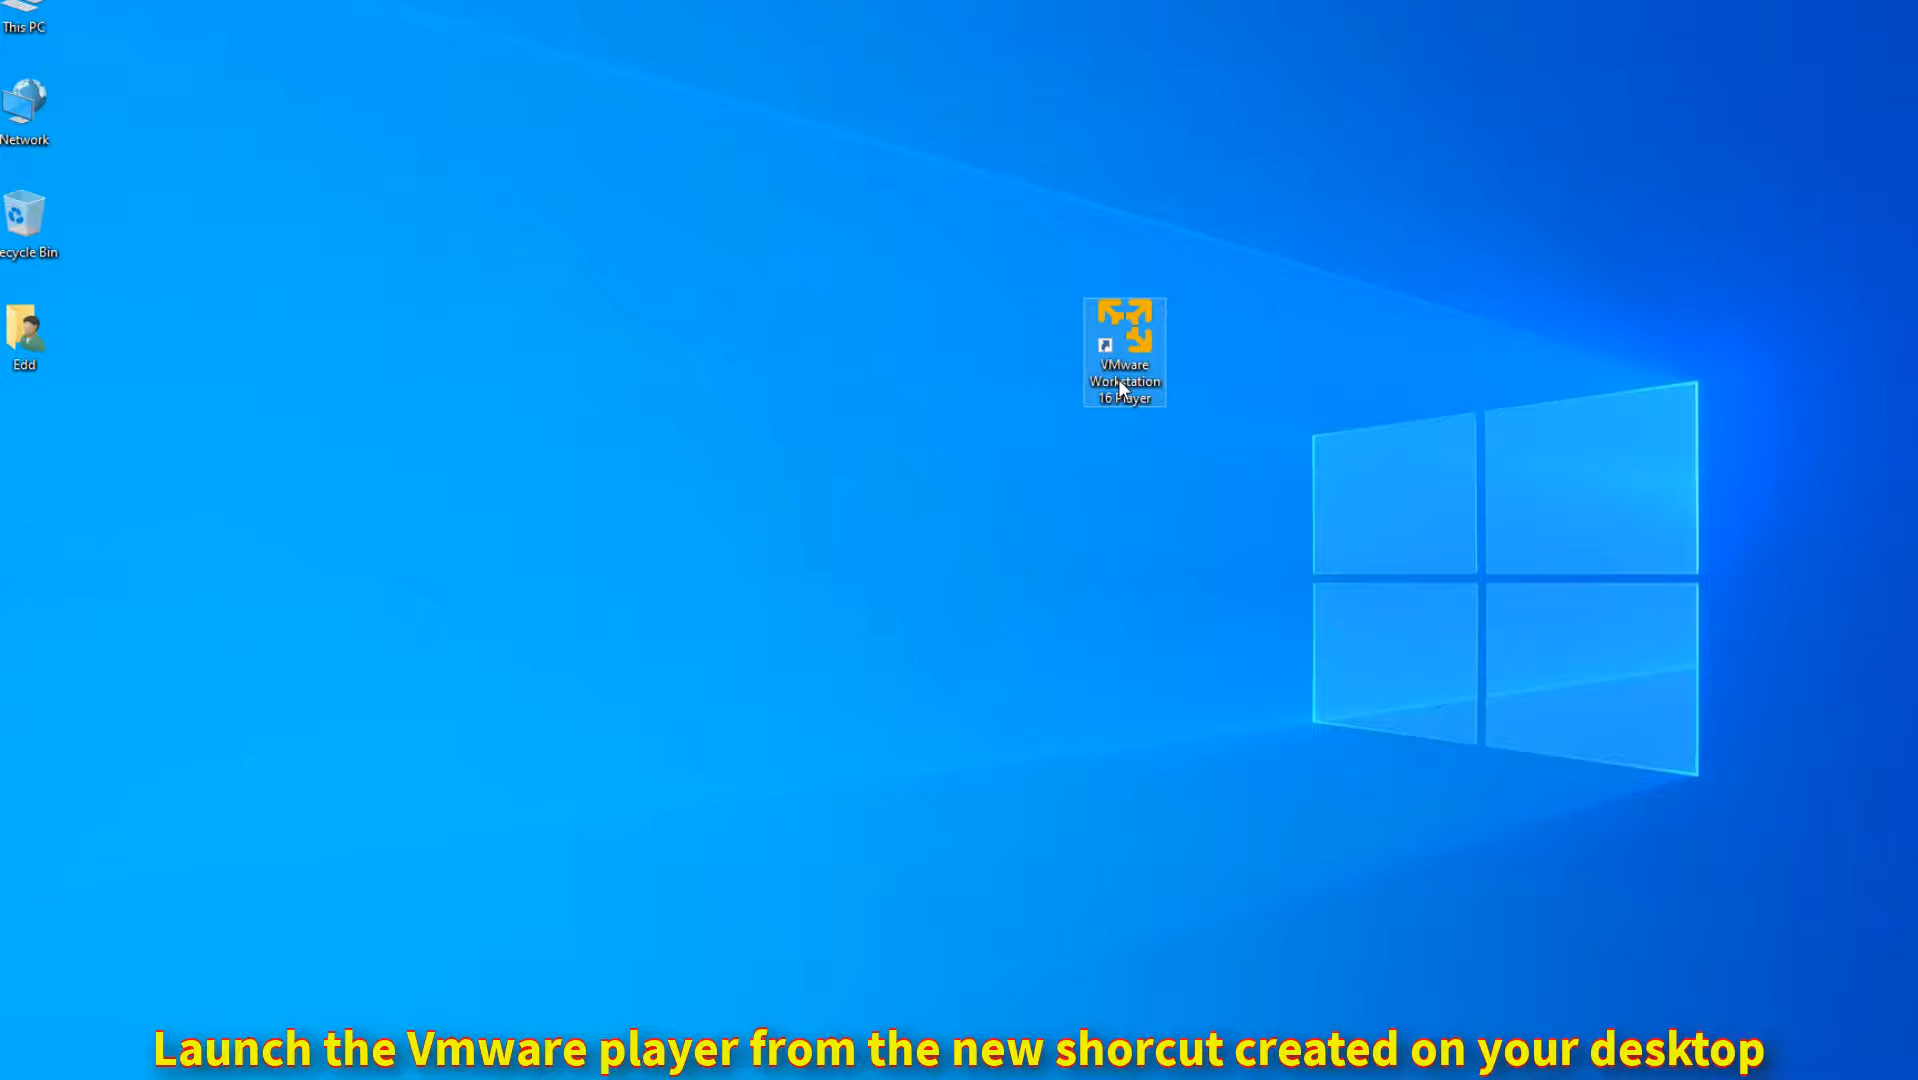 This PC
Network
ecycle Bin
Edd
VMware
Workstation
16 Player
Launch the Vmware player from the new shorcut created on your desktop